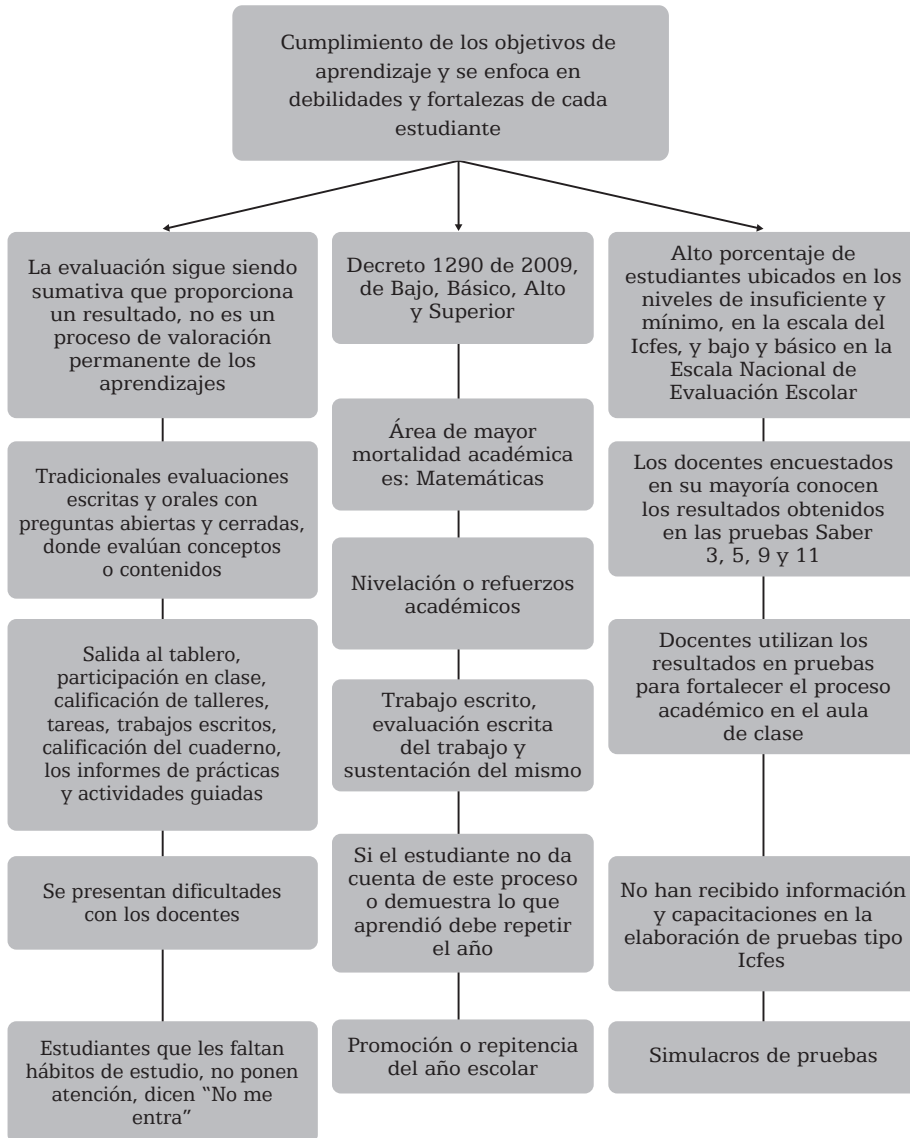 Cumplimiento de los objetivos de
aprendizaje y se enfoca en
debilidades y fortalezas de cada
estudiante
La evaluación sigue siendo
sumativa que proporciona
un resultado, no es un
proceso de valoración
permanente de los
aprendizajes
Tradicionales evaluaciones
escritas y orales con
preguntas abiertas y cerradas,
donde evalúan conceptos
o contenidos
Salida al tablero,
participación en clase,
calificación de talleres,
tareas, trabajos escritos,
calificación del cuaderno,
los informes de prácticas
y actividades guiadas
Se presentan dificultades
con los docentes
Estudiantes que les faltan
hábitos de estudio, no ponen
atención, dicen “No me
entra”
Decreto 1290 de 2009,
de Bajo, Básico, Alto
y Superior
Área de mayor
mortalidad académica
es: Matemáticas
Nivelación o refuerzos
académicos
Trabajo escrito,
evaluación escrita
del trabajo y
sustentación del mismo
Si el estudiante no da
cuenta de este proceso
o demuestra lo que
aprendió debe repetir
el año
Promoción o repitencia
del año escolar
Alto porcentaje de
estudiantes ubicados en los
niveles de insuficiente y
mínimo, en la escala del
Icfes, y bajo y básico en la
Escala Nacional de
Evaluación Escolar
Los docentes encuestados
en su mayoría conocen
los resultados obtenidos
en las pruebas Saber
3, 5, 9 y 11
Docentes utilizan los
resultados en pruebas
para fortalecer el proceso
académico en el aula
de clase
No han recibido información
y capacitaciones en la
elaboración de pruebas tipo
Icfes
Simulacros de pruebas